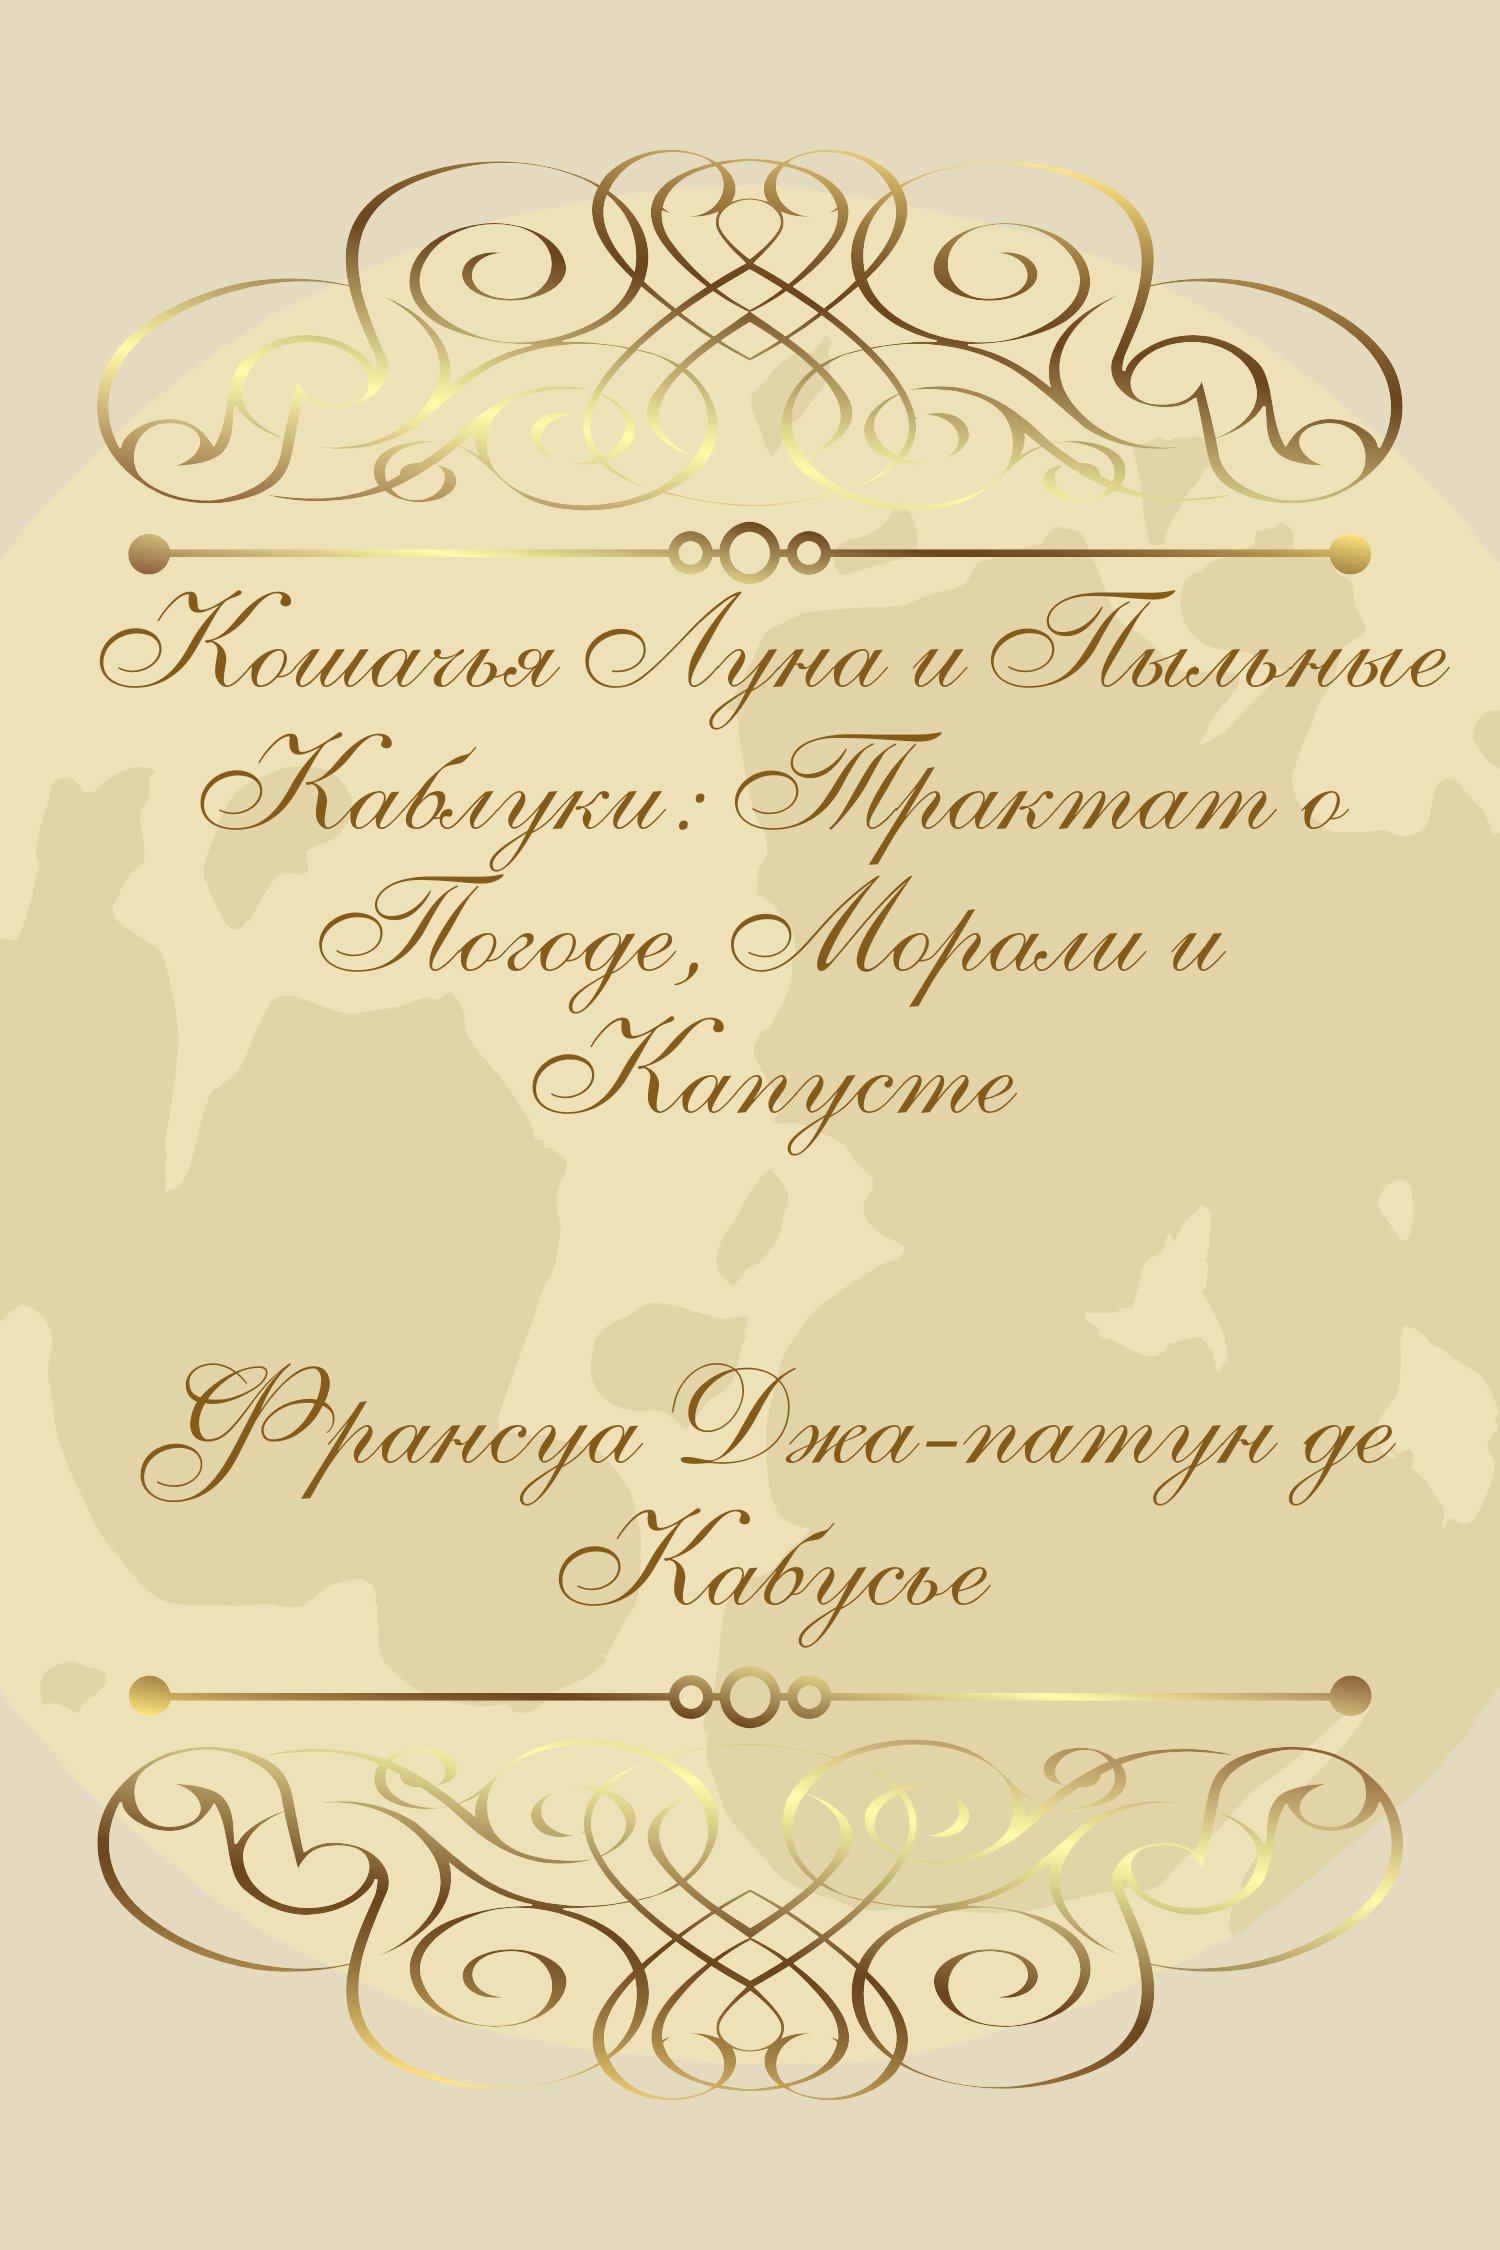 Кошачья Луна и Пыльные
Каблуки: Трактат о
Погоде, Морали и
Капусте
Франсуа Джа-патун де
Кабусье